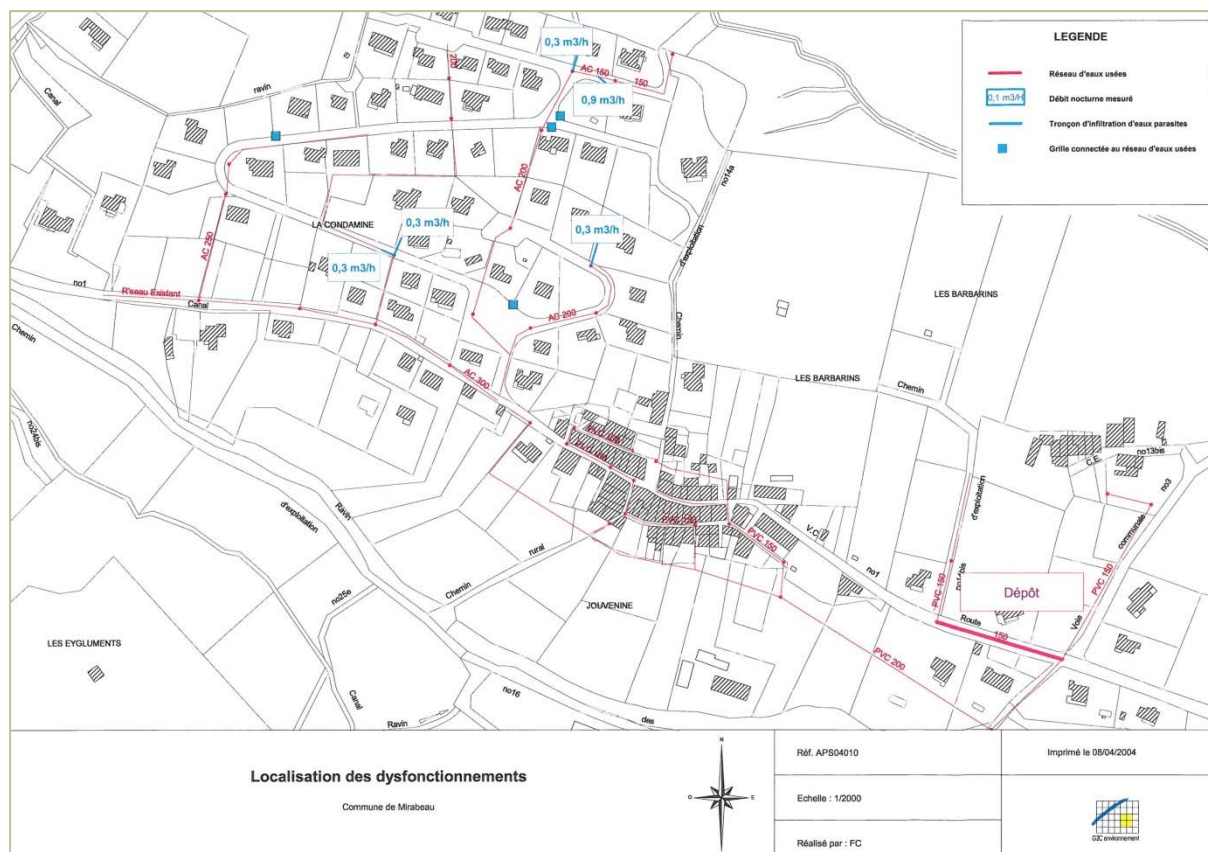 LEGENDE
Réseau d'eaux usées
0,1 m3/H
Débit nocturne mesuré
Tronçon d'infiltration d'eaux parasites
Grille connectée au réseau d'eaux usées
0,3 m3/h
AC 150
150
200
0,9 m3/h
ravin
Canal
AC 200
no14a
d'exploitation
Chemin
LA CONDAMINE
0,3 m3/h
0,3 m3/h
0,3 m3/h
AC 250
no1
R'seau Existant
Canal
Chemin
AC 200
AC 300
LES BARBARINS
LES BARBARINS
Chemin
no24bis
d'exploitation
Ravin
PVC 150
V.C.
no1
rural
Chemin
no25e
JOUVENINE
LES EYGLUMENTS
Canal
Ravin
no16
des
PVC 200
d'exploitation
PVC 150
Dépôt
Route
150
C.E.
no13bis
no3
communale
PVC 150
Voie
Localisation des dysfonctionnements
Commune de Mirabeau
N
O
E
S
Réf. APS04010
Echelle : 1/2000
Réalisé par : FC
Imprimé le 08/04/2004
G2C environnement